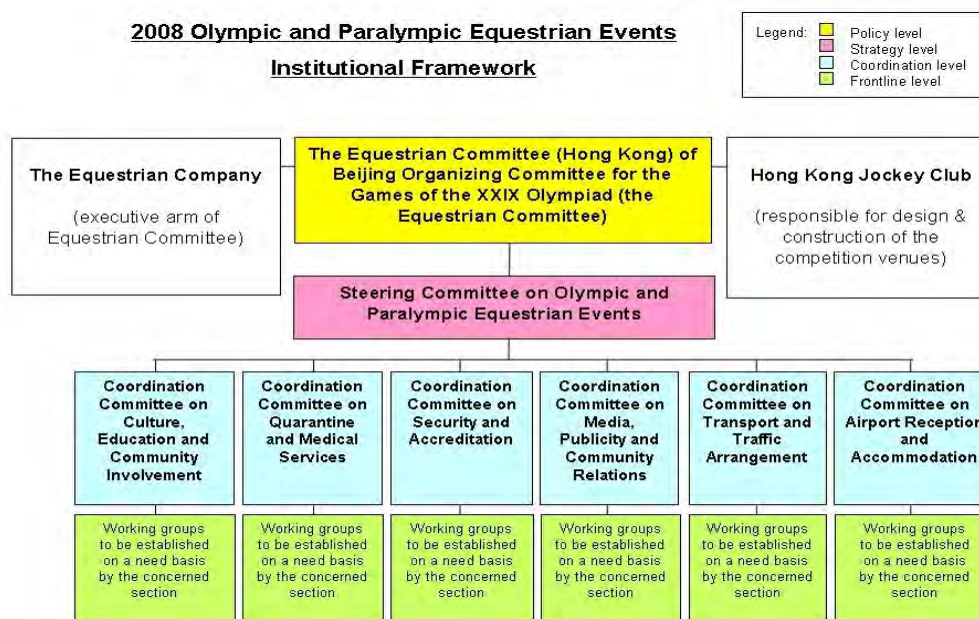 2008 Olympic and Paralympic Equestrian Events
Institutional Framework
Legend:
Policy level
Strategy level
Coordination level
Frontline level
The Equestrian Company
(executive arm of
Equestrian Committee)
The Equestrian Committee (Hong Kong) of
Beijing Organizing Committee for the
Games of the XXIX Olympiad (the
Equestrian Committee)
Hong Kong Jockey Club
(responsible for design &
construction of the
competition venues)
Steering Committee on Olympic and
Paralympic Equestrian Events
Coordination
Committee on
Culture,
Education and
Community
Involvement
Coordination
Committee on
Quarantine
and Medical
Services
Coordination
Committee on
Security and
Accreditation
Coordination
Committee on
Media,
Publicity and
Community
Relations
Coordination
Committee on
Transport and
Traffic
Arrangement
Coordination
Committee on
Airport Reception
and
Accommodation
Working groups
to be established
on a need basis
by the concerned
section
Working groups
to be established
on a need basis
by the concerned
section
Working groups
to be established
on a need basis
by the concerned
section
Working groups
to be established
on a need basis
by the concerned
section
Working groups
to be established
on a need basis
by the concerned
section
Working groups
to be established
on a need basis
by the concerned
section